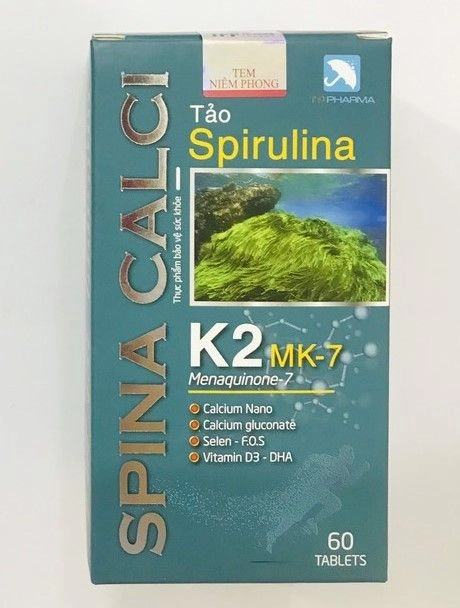 TEM
NIÊM PHONG
PHARMA
Tảo
Spirulina
SPINA CALCI
Thực phẩm bảo vệ sức khỏe
K2 MK-7
Menaquinone-7
Calcium Nano
Calcium gluconate
Selen - F.O.S
Vitamin D3 - DHA
60
TABLETS